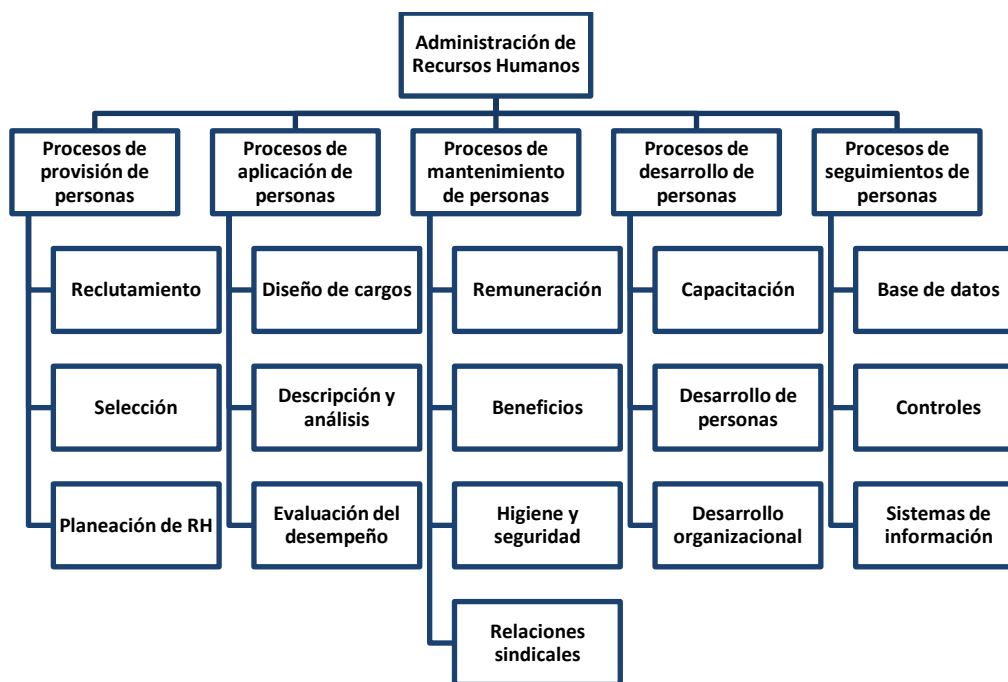 Administración de
Recursos Humanos
Procesos de
provisión de
personas
Procesos de
aplicación de
personas
Procesos de
mantenimiento
de personas
Procesos de
desarrollo de
personas
Procesos de
seguimientos de
personas
Reclutamiento
Diseño de cargos
Remuneración
Capacitación
Base de datos
Selección
Descripción y
análisis
Beneficios
Desarrollo de
personas
Controles
Planeación de RH
Evaluación del
desempeño
Higiene y
seguridad
Desarrollo
organizacional
Sistemas de
información
Relaciones
sindicales